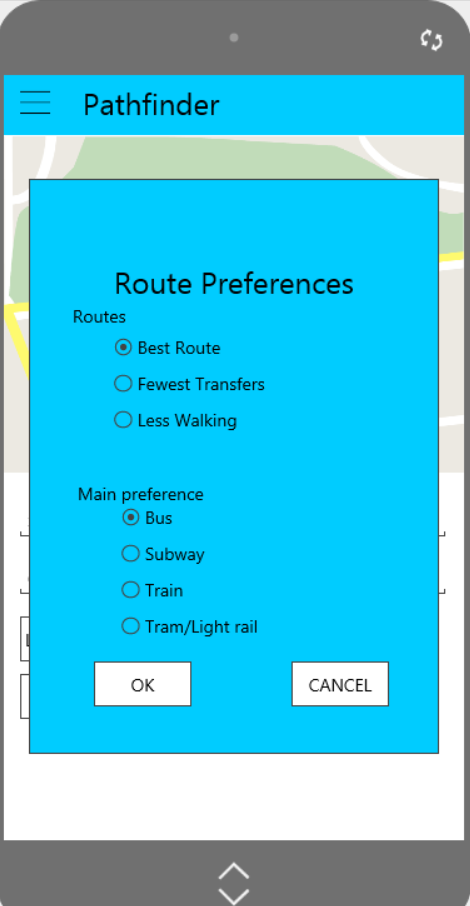 Pathfinder
Route Preferences
Routes
Best Route
Fewest Transfers
Less Walking
Main preference
Bus
Subway
Train
Tram/Light rail
OK
CANCEL